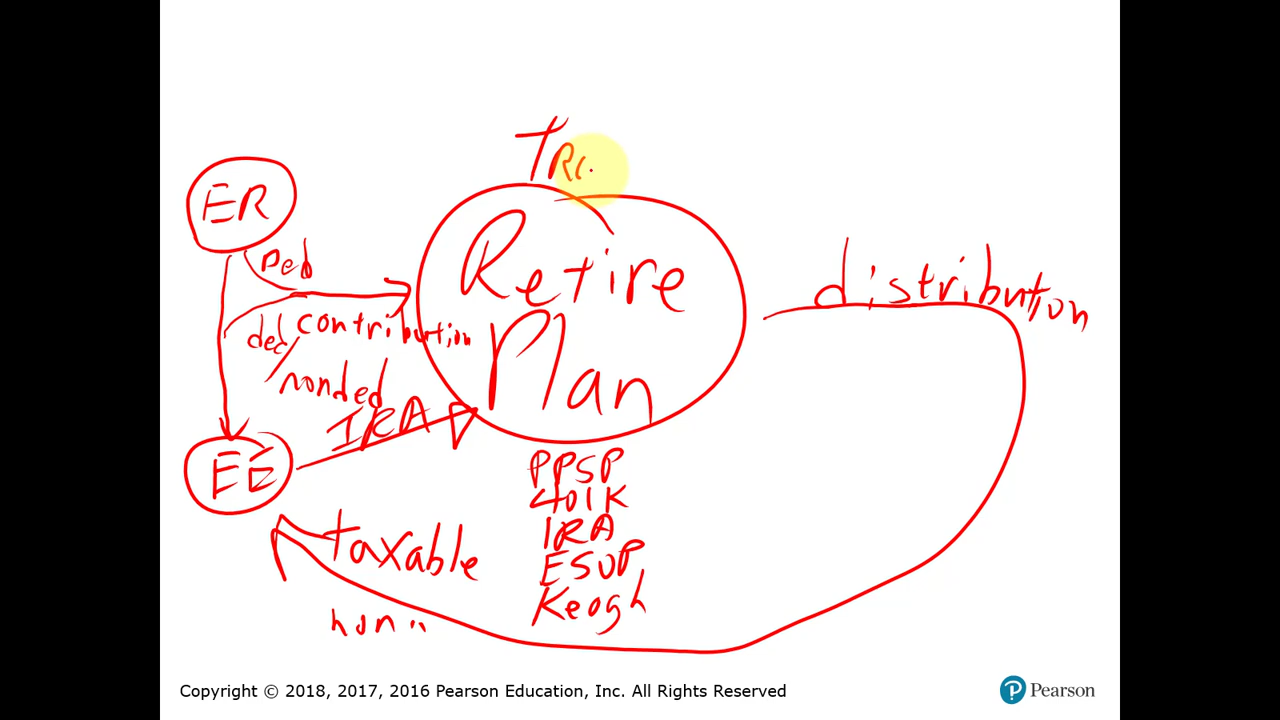 ER
Ded
contribution
ded/
nonded
IRA
EE
Retire
Plan
distribution
PPSP
401K
IRA
ESOP
Keogh
taxable
Copyright © 2018, 2017, 2016 Pearson Education, Inc. All Rights Reserved
Pearson